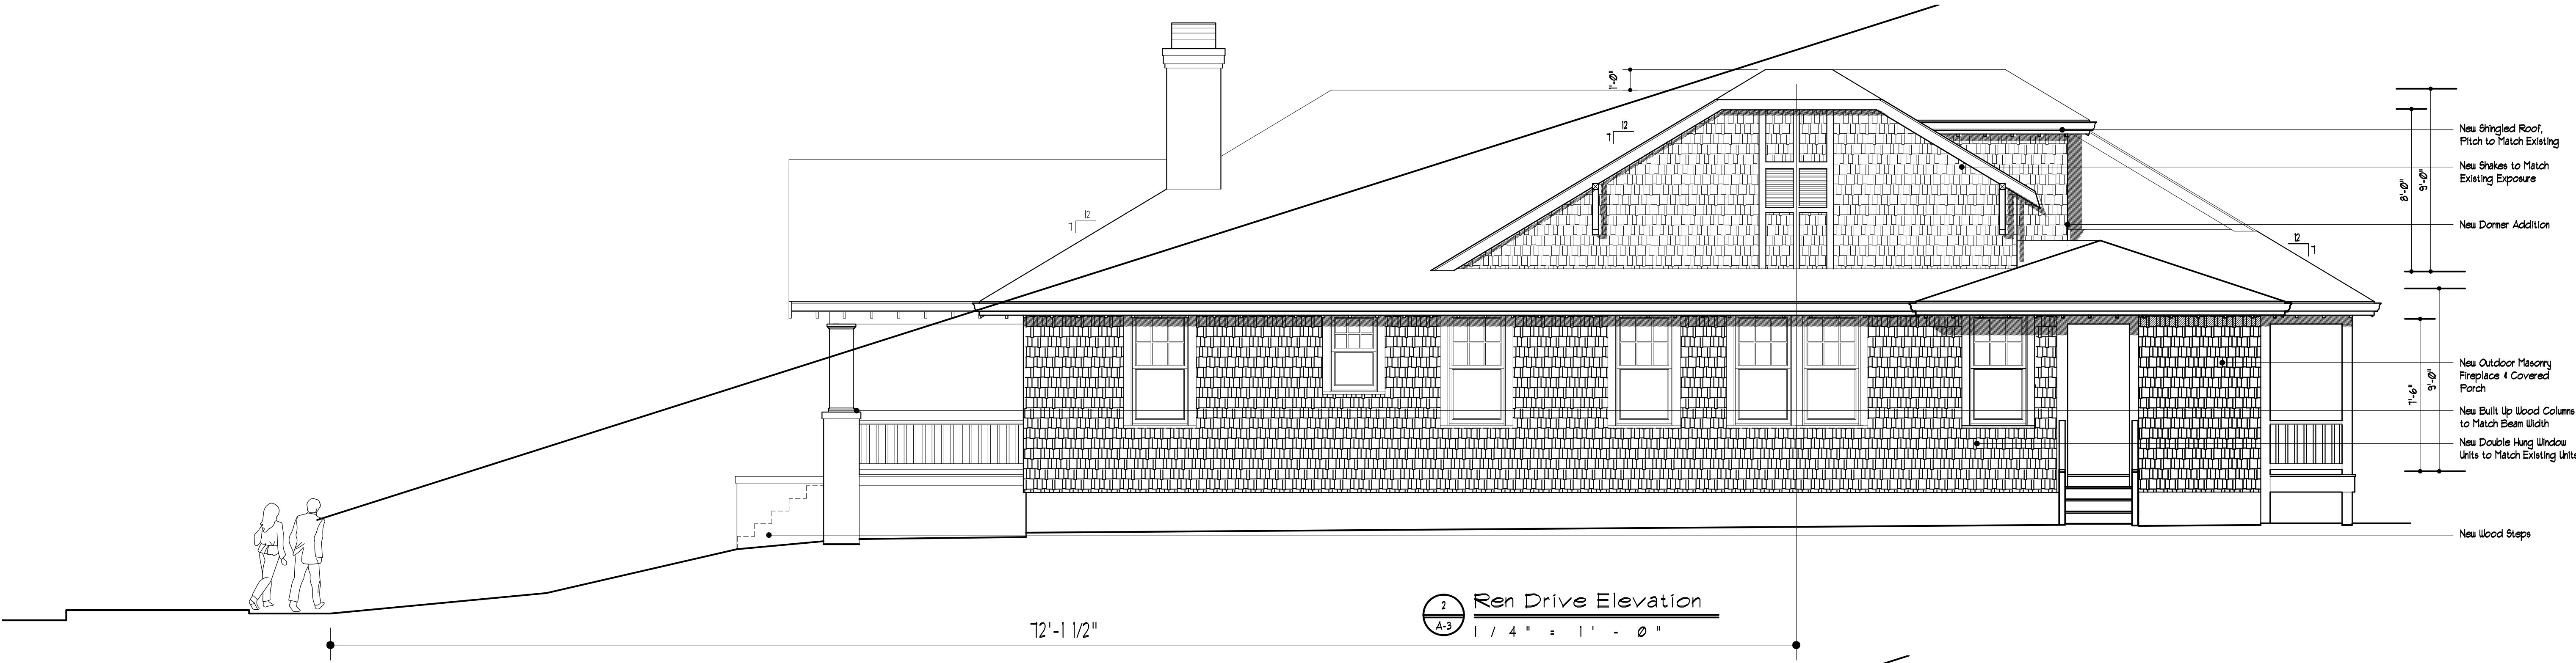 1'-0"
12
7
New Shingled Roof,
Pitch to Match Existing
New Shakes to Match
Existing Exposure
8'-0"
9'-0"
12
7
New Dormer Addition
12
7
New Outdoor Masonry
Fireplace & Covered
Porch
7'-6"
9'-0"
New Built Up Wood Columns
to Match Beam Width
New Double Hung Window
Units to Match Existing Units
New Wood Steps
2
A-3
Ren Drive Elevation
1/4" = 1'-0"
72'-1 1/2"